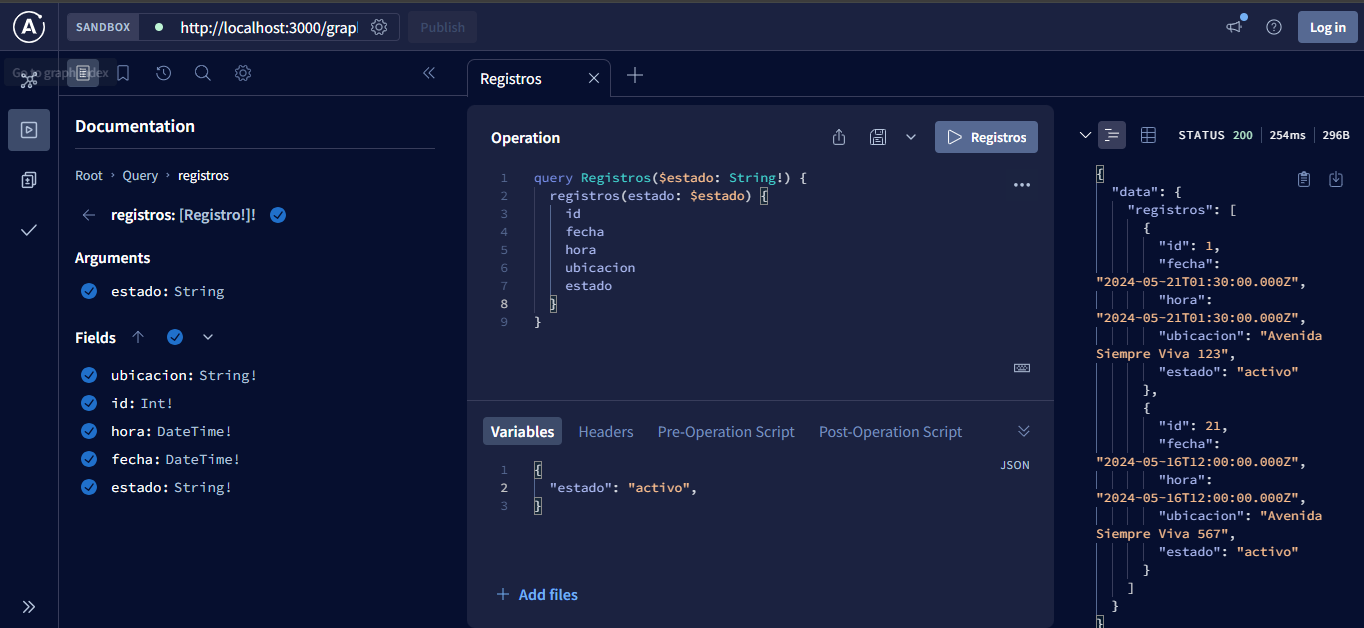 SANDBOX
http://localhost:3000/grap
Publish
Log in
Go to graph index
Registros
Documentation
Root › Query › registros
registros: [Registro!]!
Arguments
estado: String
Fields
ubicacion: String!
id: Int!
hora: DateTime!
fecha: DateTime!
estado: String!
Operation
Registros
1 query Registros($estado: String!) {
2 registros(estado: $estado) {
3 id
4 fecha
5 hora
6 ubicacion
7 estado
8 }
9 }
Variables
Headers
Pre-Operation Script
Post-Operation Script
JSON
1 {
2 "estado": "activo",
3 }
+ Add files
STATUS 200 254ms 296B
{
"data": {
"registros": [
{
"id": 1,
"fecha":
"2024-05-21T01:30:00.000Z",
"hora":
"2024-05-21T01:30:00.000Z",
"ubicacion": "Avenida
Siempre Viva 123",
"estado": "activo"
},
{
"id": 21,
"fecha":
"2024-05-16T12:00:00.000Z",
"hora":
"2024-05-16T12:00:00.000Z",
"ubicacion": "Avenida
Siempre Viva 567",
"estado": "activo"
}
]
}
}